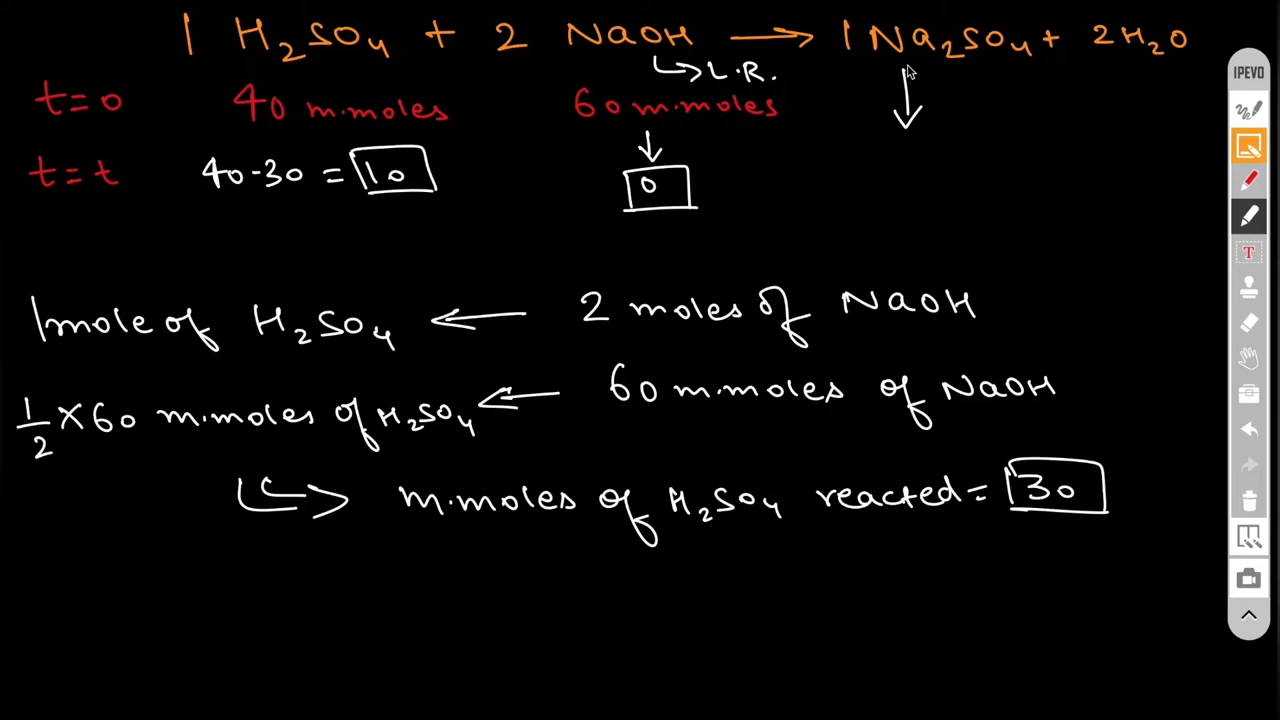 1 H₂SO₄ + 2 NaOH → 1 Na₂SO₄ + 2H₂O
↳ L.R.
t=0 40 m.moles 60 m.moles
t=t 40-30 = 10 0
1mole of H₂SO₄ ← 2 moles of NaOH
1/2 × 60 m.moles of H₂SO₄ ← 60 m.moles of NaOH
m.moles of H₂SO₄ reacted = 30
IPEVO
T